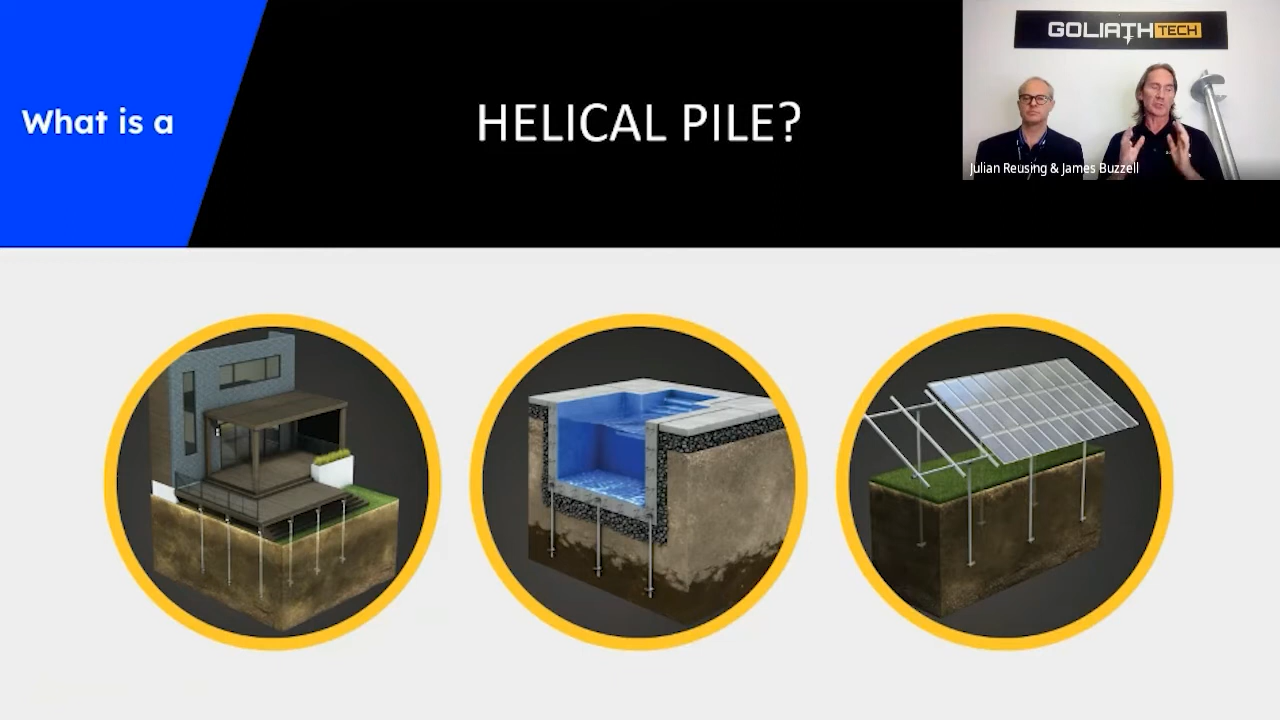 What is a
HELICAL PILE?
GOLIATH TECH
Julian Reusing & James Buzzell